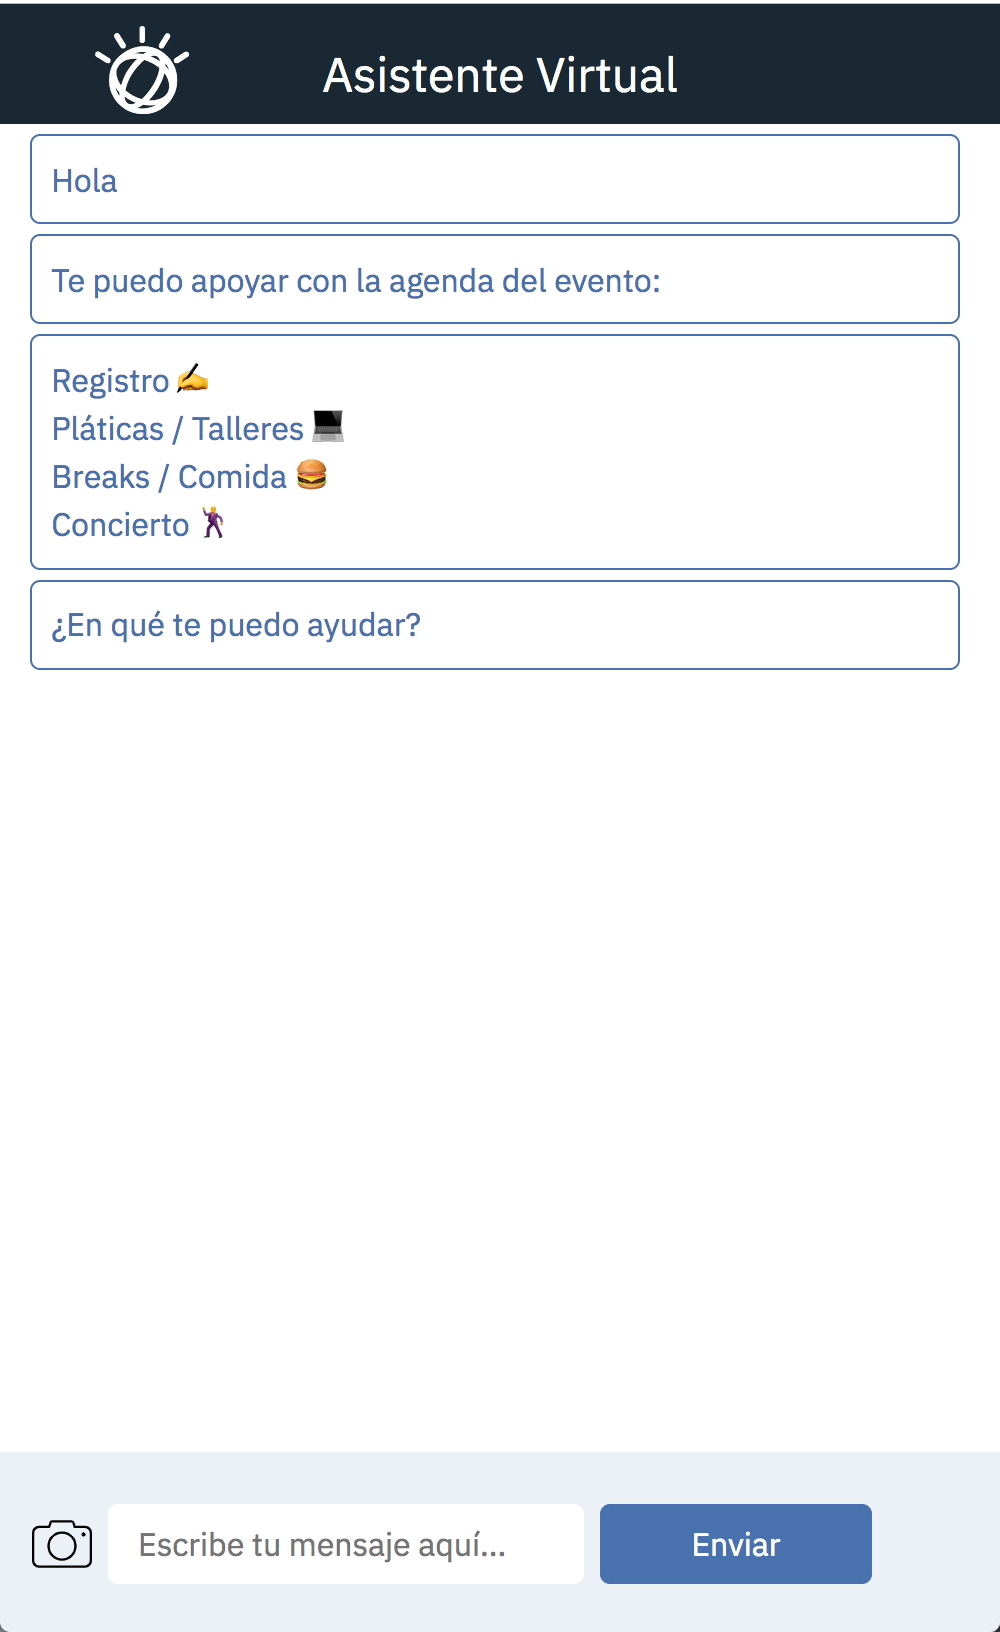 Asistente Virtual
Hola
Te puedo apoyar con la agenda del evento:
Registro ✍️
Pláticas / Talleres 💻
Breaks / Comida 🍔
Concierto 🕺
¿En qué te puedo ayudar?
Escribe tu mensaje aquí...
Enviar